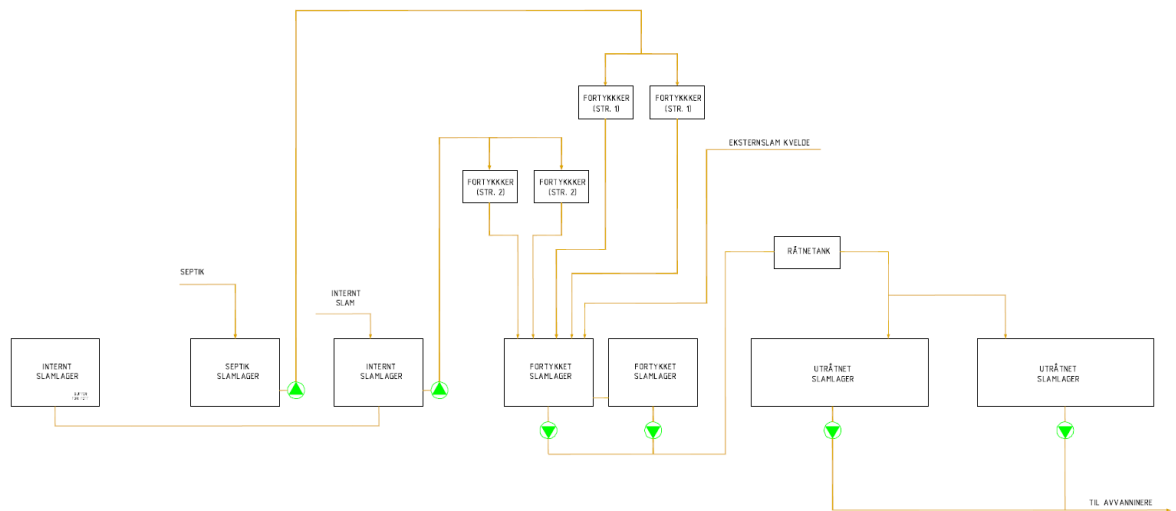 FORTYKKKER
(STR. 1)
FORTYKKKER
(STR. 1)
EKSTERNSLAM KVELDE
FORTYKKKER
(STR. 2)
FORTYKKKER
(STR. 2)
RÅTNETANK
SEPTIK
INTERNT
SLAM
INTERNT
SLAMLAGER
SEPTIK
SLAMLAGER
INTERNT
SLAMLAGER
FORTYKKET
SLAMLAGER
FORTYKKET
SLAMLAGER
UTRÅTNET
SLAMLAGER
UTRÅTNET
SLAMLAGER
TIL AVVANNINERE